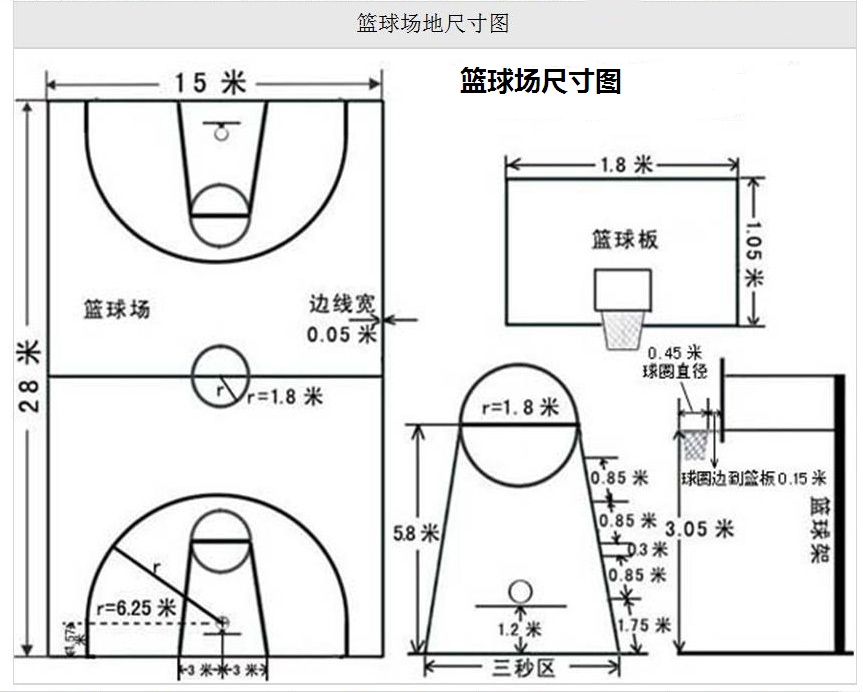 篮球场地尺寸图
15 米
篮球场尺寸图
1.8 米
篮球板
1.05 米
篮球场
边线宽
0.05 米
28 米
r
r=1.8 米
0.45 米
球圈直径
r=1.8 米
球圈边到篮板0.15 米
0.85 米
0.85 米
0.3 米
0.85 米
1.75 米
5.8 米
3.05 米
篮球架
r
r=6.25 米
1.2 米
3 米
3 米
三秒区